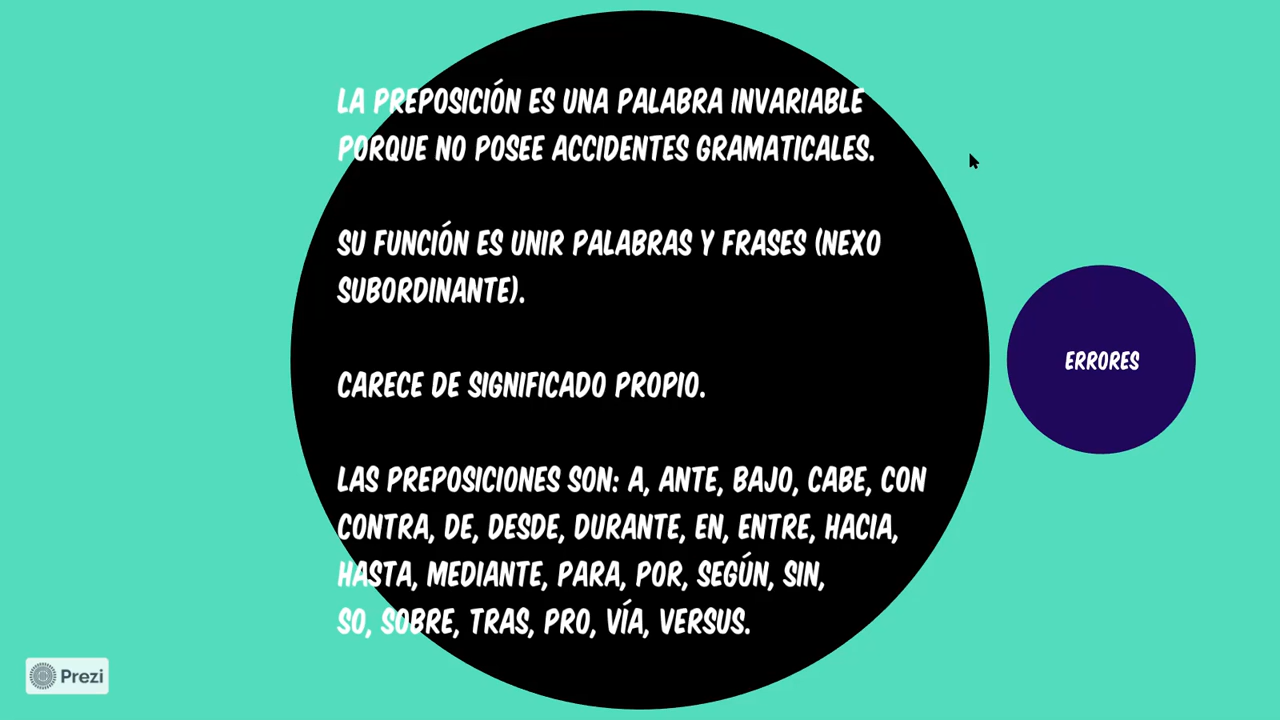 LA PREPOSICIÓN ES UNA PALABRA INVARIABLE
PORQUE NO POSEE ACCIDENTES GRAMATICALES.
SU FUNCIÓN ES UNIR PALABRAS Y FRASES (NEXO
SUBORDINANTE).
CARECE DE SIGNIFICADO PROPIO.
LAS PREPOSICIONES SON: A, ANTE, BAJO, CABE, CON
CONTRA, DE, DESDE, DURANTE, EN, ENTRE, HACIA,
HASTA, MEDIANTE, PARA, POR, SEGÚN, SIN,
SO, SOBRE, TRAS, PRO, VÍA, VERSUS.
ERRORES
Prezi